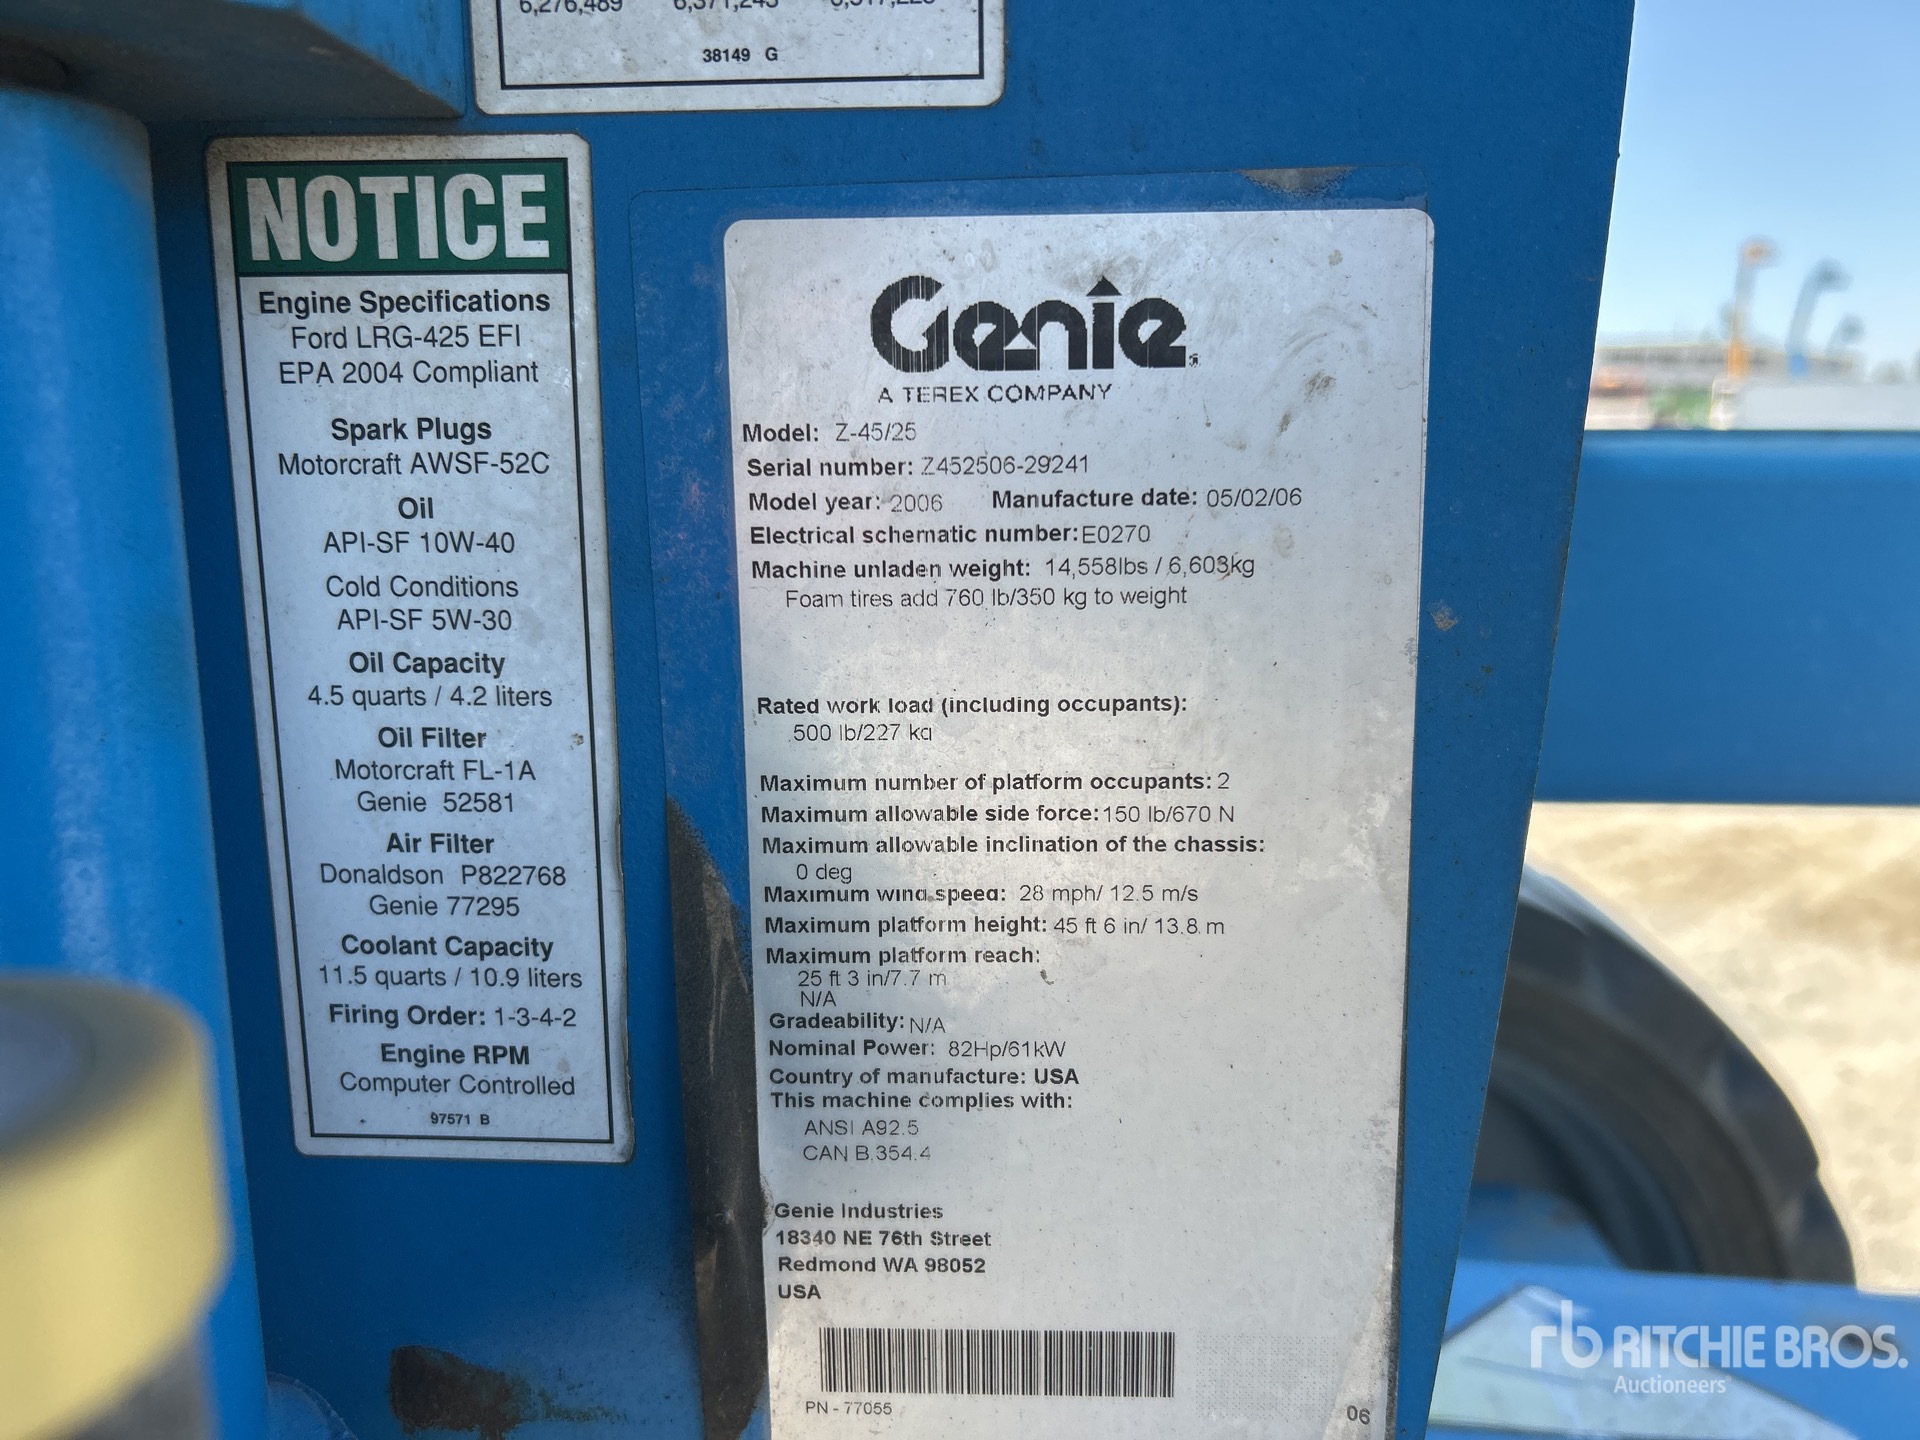 6,276,489 6,371,243
38149 G
NOTICE
Engine Specifications
Ford LRG-425 EFI
EPA 2004 Compliant
Spark Plugs
Motorcraft AWSF-52C
Oil
API-SF 10W-40
Cold Conditions
API-SF 5W-30
Oil Capacity
4.5 quarts / 4.2 liters
Oil Filter
Motorcraft FL-1A
Genie 52581
Air Filter
Donaldson P822768
Genie 77295
Coolant Capacity
11.5 quarts / 10.9 liters
Firing Order: 1-3-4-2
Engine RPM
Computer Controlled
97571 B
Genie
A TEREX COMPANY
Model: Z-45/25
Serial number: Z452506-29241
Model year: 2006 Manufacture date: 05/02/06
Electrical schematic number: E0270
Machine unladen weight: 14,558lbs / 6,603kg
Foam tires add 760 lb/350 kg to weight
Rated work load (including occupants):
500 lb/227 kg
Maximum number of platform occupants: 2
Maximum allowable side force: 150 lb/670 N
Maximum allowable inclination of the chassis:
0 deg
Maximum wind speed: 28 mph/ 12.5 m/s
Maximum platform height: 45 ft 6 in/ 13.8 m
Maximum platform reach:
25 ft 3 in/7.7 m
N/A
Gradeability: N/A
Nominal Power: 82Hp/61kW
Country of manufacture: USA
This machine complies with:
ANSI A92.5
CAN B.354.4
Genie Industries
18340 NE 76th Street
Redmond WA 98052
USA
PN - 77055
06
rb RITCHIE BROS.
Auctioneers